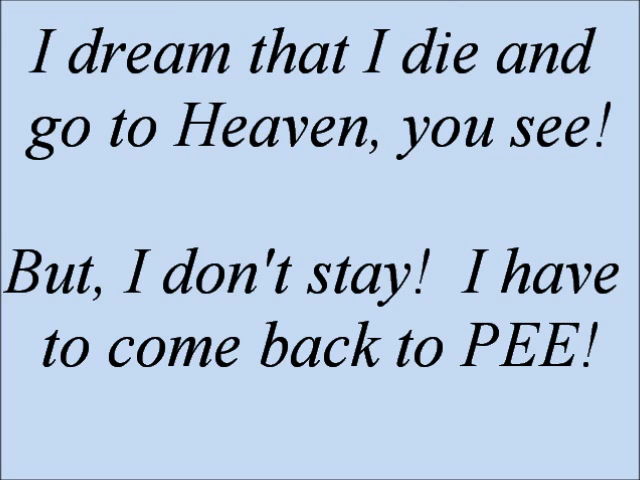 I dream that I die and
go to Heaven, you see!
But, I don't stay!  I have
to come back to PEE!